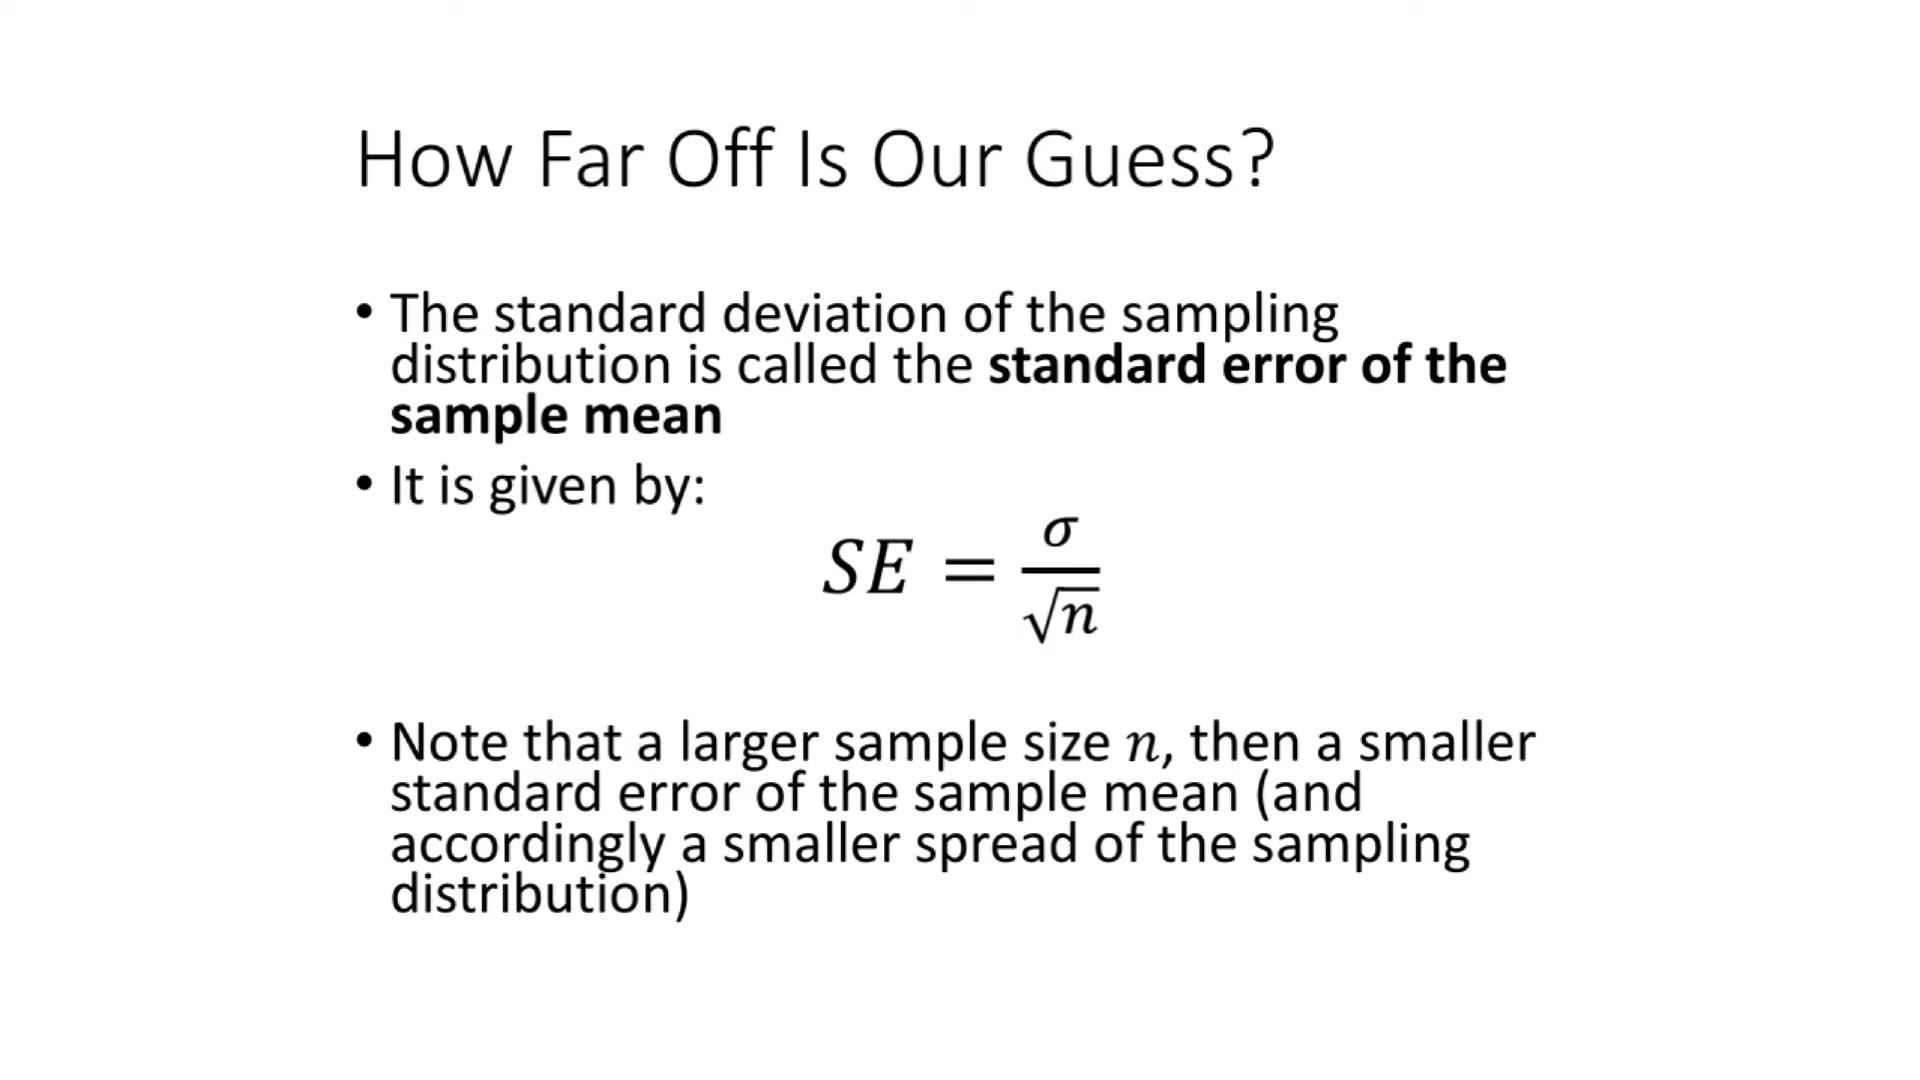 How Far Off Is Our Guess?
• The standard deviation of the sampling
distribution is called the standard error of the
sample mean
• It is given by:
SE = σ/√n
• Note that a larger sample size n, then a smaller
standard error of the sample mean (and
accordingly a smaller spread of the sampling
distribution)